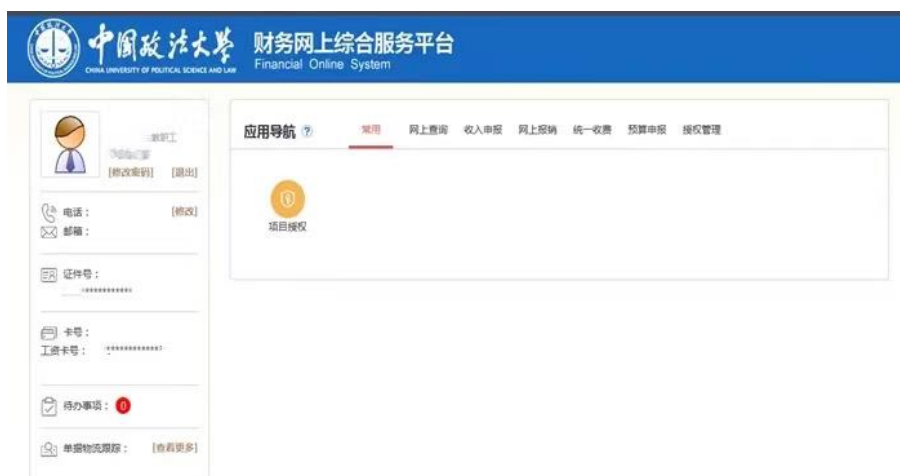 中国政法大学 财务网上综合服务平台
CHINA UNIVERSITY OF POLITICAL SCIENCE AND LAW Financial Online System
教职工
[修改密码] [退出]
电话： [修改]
邮箱：
证件号：
***********
卡号：
工资卡号：
待办事项： 0
单据物流跟踪： [查看更多]
应用导航 ? 常用 网上查询 收入申报 网上报销 统一收费 预算申报 授权管理
项目授权